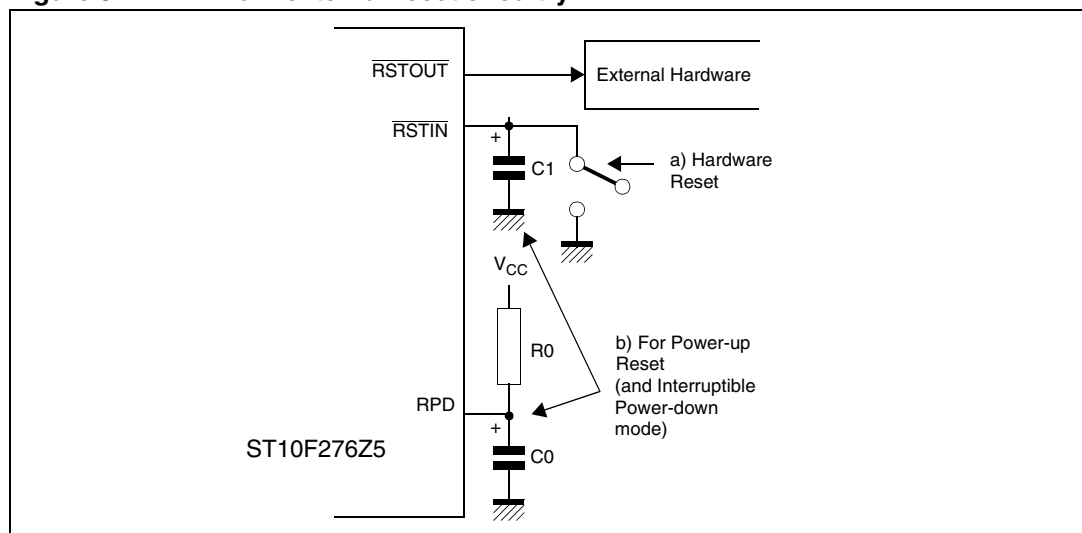 RSTOUT
External Hardware
RSTIN
+
C1
a) Hardware
Reset
VCC
R0
b) For Power-up
Reset
(and Interruptible
Power-down
mode)
RPD
+
ST10F276Z5
C0